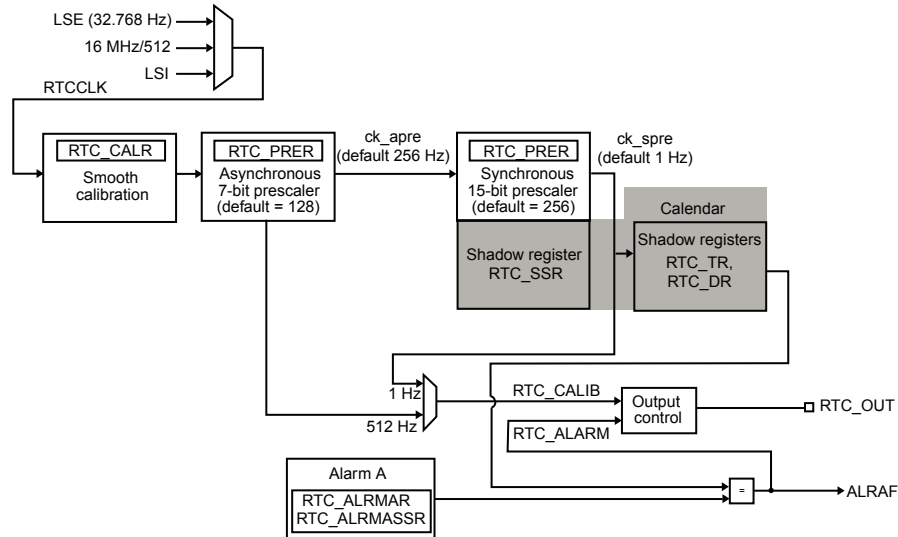 LSE (32.768 Hz)
16 MHz/512
LSI
RTCCLK
RTC_CALR
Smooth
calibration
RTC_PRER
Asynchronous
7-bit prescaler
(default = 128)
ck_apre
(default 256 Hz)
RTC_PRER
Synchronous
15-bit prescaler
(default = 256)
ck_spre
(default 1 Hz)
Calendar
Shadow register
RTC_SSR
Shadow registers
RTC_TR,
RTC_DR
1 Hz
512 Hz
RTC_CALIB
RTC_ALARM
Output
control
RTC_OUT
Alarm A
RTC_ALRMAR
RTC_ALRMASSR
=
ALRAF